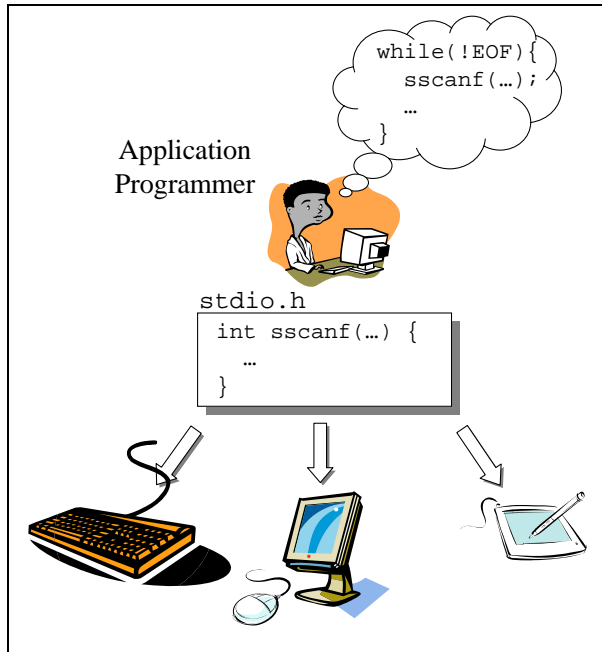 while(!EOF){
sscanf(…);
…
}
Application
Programmer
stdio.h
int sscanf(…) {
…
}